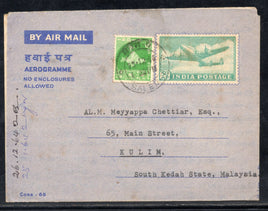 BY AIR MAIL
हवाई पत्र
AEROGRAMME
NO ENCLOSURES
ALLOWED
INDIA POSTAGE
AL.M. Meyyappa Chettiar, Esq.,
65, Main Street,
KULIM,
South Kedah State, Malaysia.